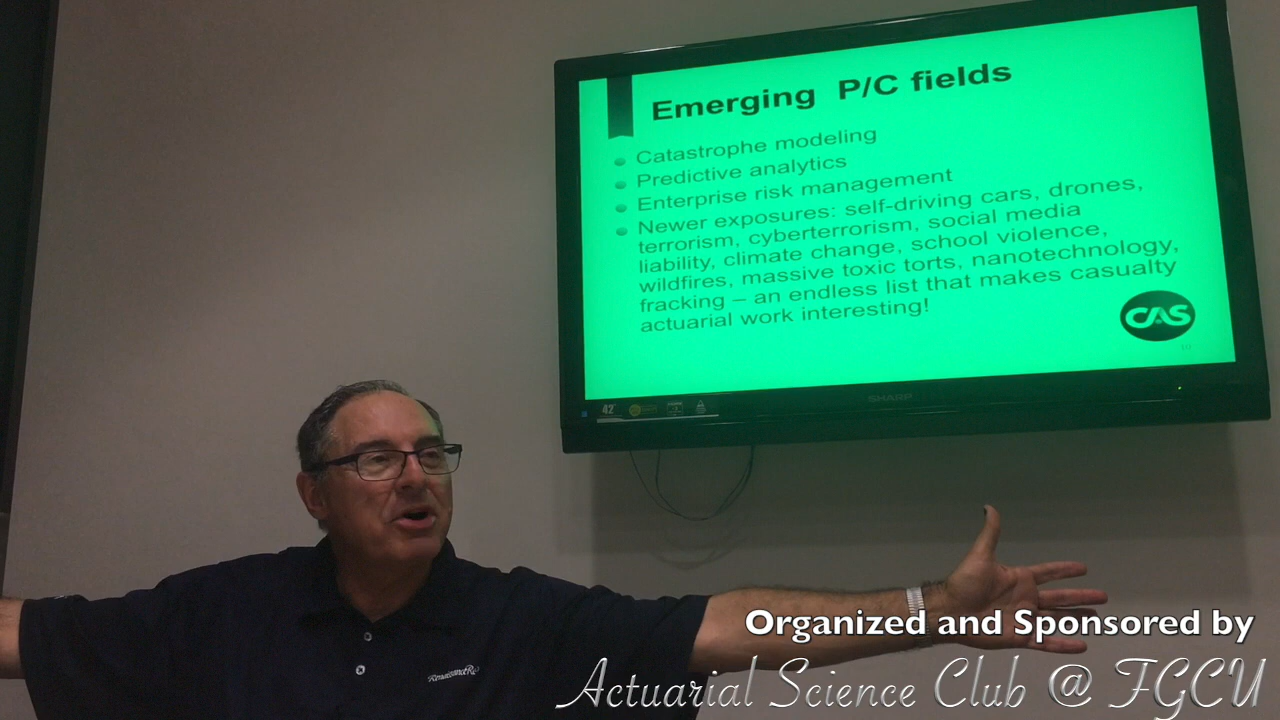 Emerging P/C fields
Catastrophe modeling
Predictive analytics
Enterprise risk management
Newer exposures: self-driving cars, drones,
terrorism, cyberterrorism, social media
liability, climate change, school violence,
wildfires, massive toxic torts, nanotechnology,
fracking – an endless list that makes casualty
actuarial work interesting!
CAS
10
42°
SHARP
Organized and Sponsored by
Actuarial Science Club @ FGCU